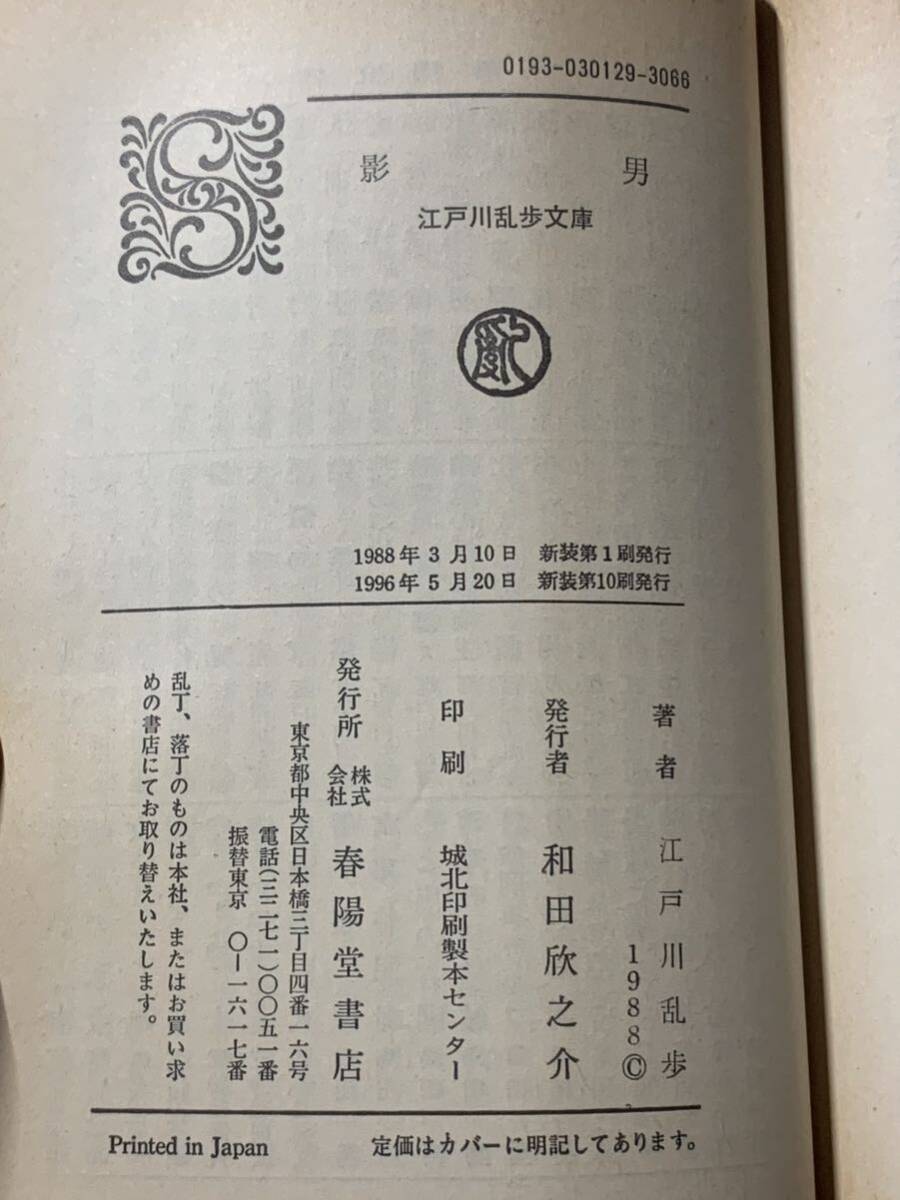 0193-030129-3066
影男
江戸川乱歩文庫
1988年3月10日 新装第1刷発行
1996年5月20日 新装第10刷発行
著者 江戸川乱歩
1988©
発行者 和田欣之介
印刷 城北印刷製本センター
発行所 株式会社 春陽堂書店
東京都中央区日本橋三丁目四番一六号
電話(三二七一)〇〇五一番
振替東京 〇ー一六一七番
乱丁、落丁のものは本社、またはお買い求
めの書店にてお取り替えいたします。
Printed in Japan 定価はカバーに明記してあります。